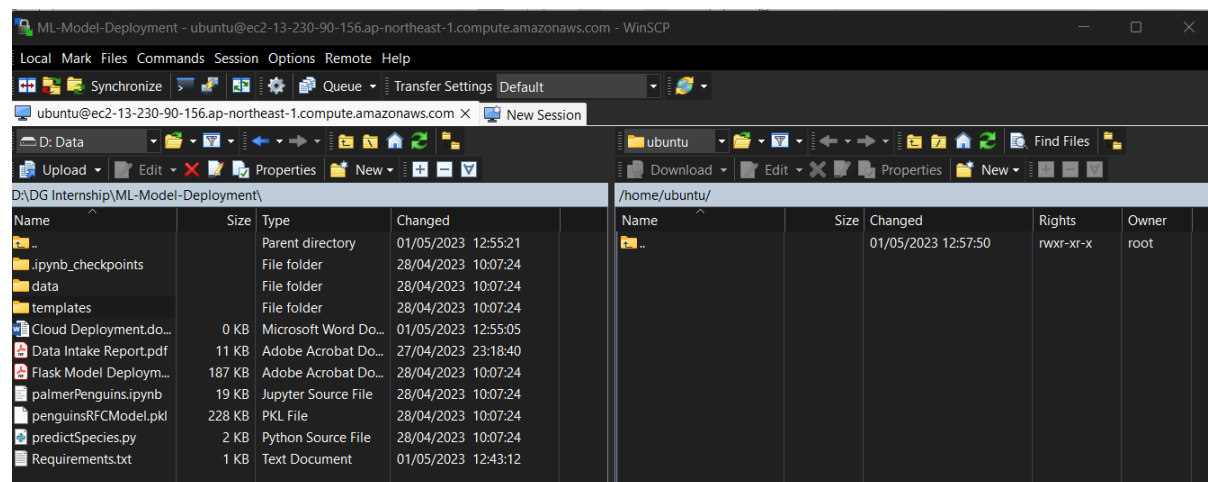 ML-Model-Deployment - ubuntu@ec2-13-230-90-156.ap-northeast-1.compute.amazonaws.com - WinSCP
Local Mark Files Commands Session Options Remote Help
Synchronize Queue Transfer Settings Default
ubuntu@ec2-13-230-90-156.ap-northeast-1.compute.amazonaws.com × New Session
D: Data ubuntu Find Files
Upload Edit Properties New Download Edit Properties New
D:\DG Internship\ML-Model-Deployment\ /home/ubuntu/
Name Size Type Changed Name Size Changed Rights Owner
.. Parent directory 01/05/2023 12:55:21 .. 01/05/2023 12:57:50 rwxr-xr-x root
.ipynb_checkpoints File folder 28/04/2023 10:07:24
data File folder 28/04/2023 10:07:24
templates File folder 28/04/2023 10:07:24
Cloud Deployment.do... 0 KB Microsoft Word Do... 01/05/2023 12:55:05
Data Intake Report.pdf 11 KB Adobe Acrobat Do... 27/04/2023 23:18:40
Flask Model Deploym... 187 KB Adobe Acrobat Do... 28/04/2023 10:07:24
palmerPenguins.ipynb 19 KB Jupyter Source File 28/04/2023 10:07:24
penguinsRFCModel.pkl 228 KB PKL File 28/04/2023 10:07:24
predictSpecies.py 2 KB Python Source File 28/04/2023 10:07:24
Requirements.txt 1 KB Text Document 01/05/2023 12:43:12